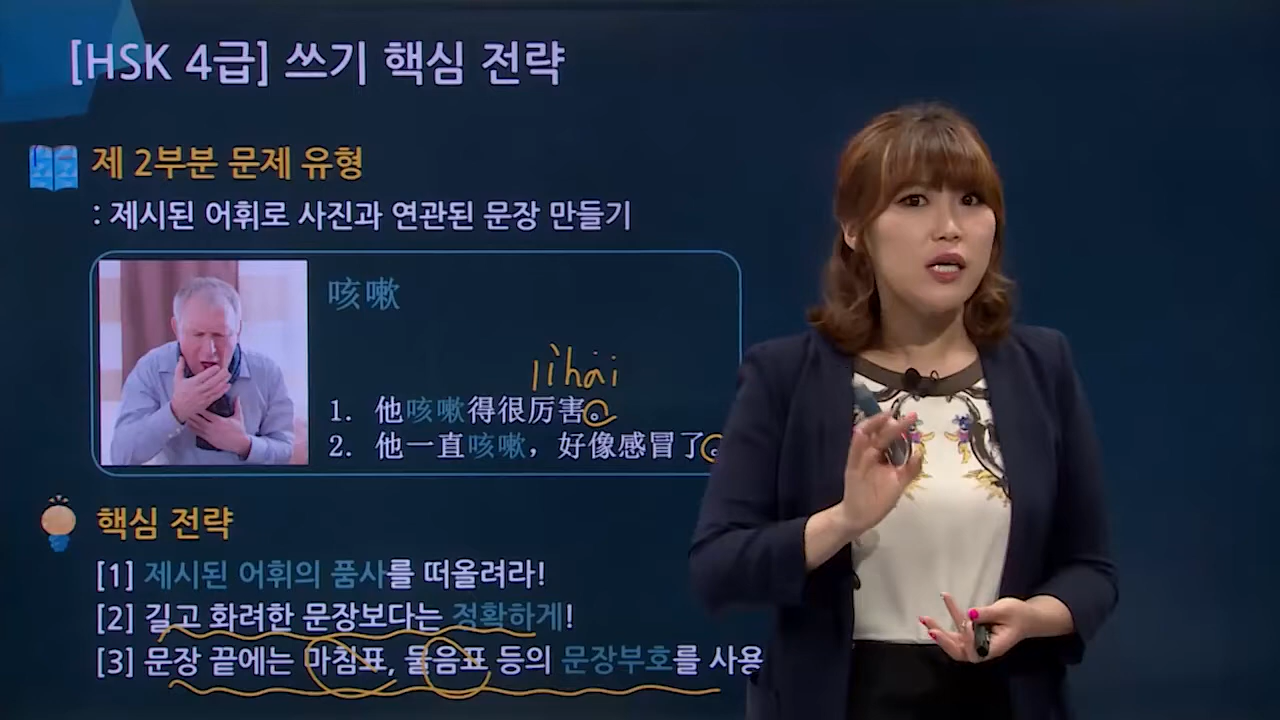 [HSK 4급] 쓰기 핵심 전략
제 2부분 문제 유형
: 제시된 어휘로 사진과 연관된 문장 만들기
咳嗽
lìhài
1. 他咳嗽得很厉害。
2. 他一直咳嗽，好像感冒了。
핵심 전략
[1] 제시된 어휘의 품사를 떠올려라!
[2] 길고 화려한 문장보다는 정확하게!
[3] 문장 끝에는 마침표, 물음표 등의 문장부호를 사용